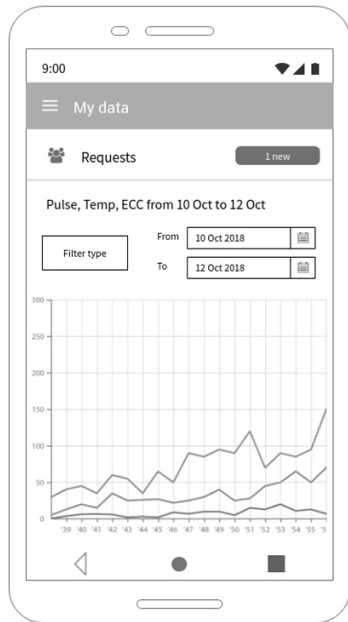 9:00
My data
Requests
1 new
Pulse, Temp, ECC from 10 Oct to 12 Oct
Filter type
From
10 Oct 2018
To
12 Oct 2018
300
250
200
150
100
50
0
'39 '40 '41 '42 '43 '44 '45 '46 '47 '48 '49 '50 '51 '52 '53 '54 '55 '5